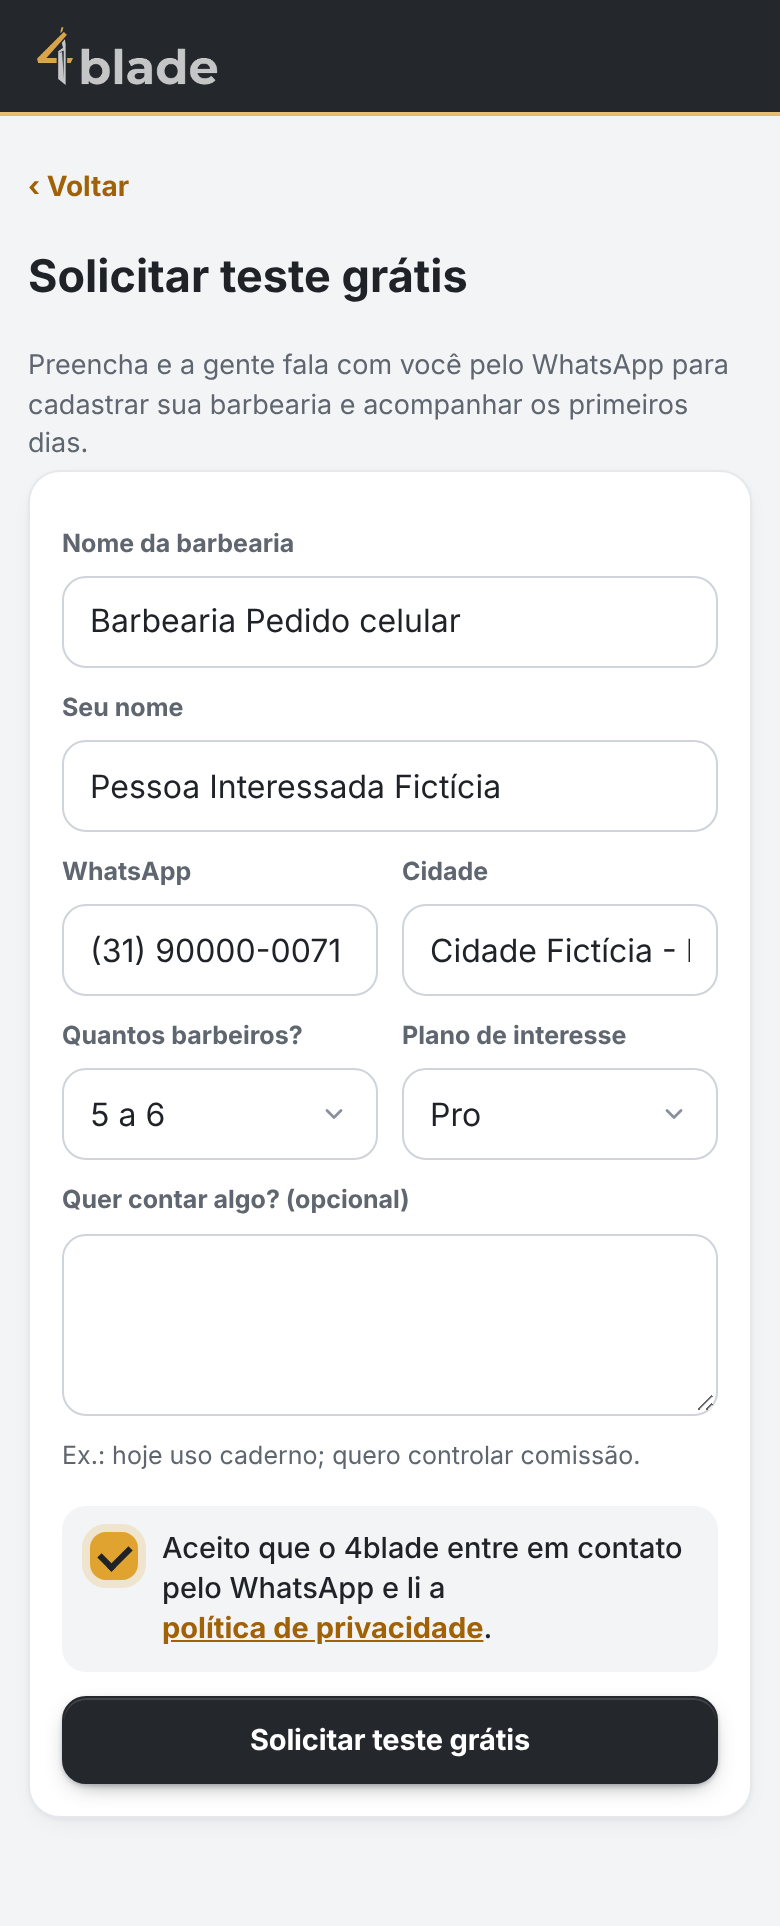 4blade
‹ Voltar
Solicitar teste grátis
Preencha e a gente fala com você pelo WhatsApp para
cadastrar sua barbearia e acompanhar os primeiros
dias.
Nome da barbearia
Barbearia Pedido celular
Seu nome
Pessoa Interessada Fictícia
WhatsApp
Cidade
(31) 90000-0071
Cidade Fictícia -
Quantos barbeiros?
Plano de interesse
5 a 6
Pro
Quer contar algo? (opcional)
Ex.: hoje uso caderno; quero controlar comissão.
Aceito que o 4blade entre em contato
pelo WhatsApp e li a
política de privacidade.
Solicitar teste grátis